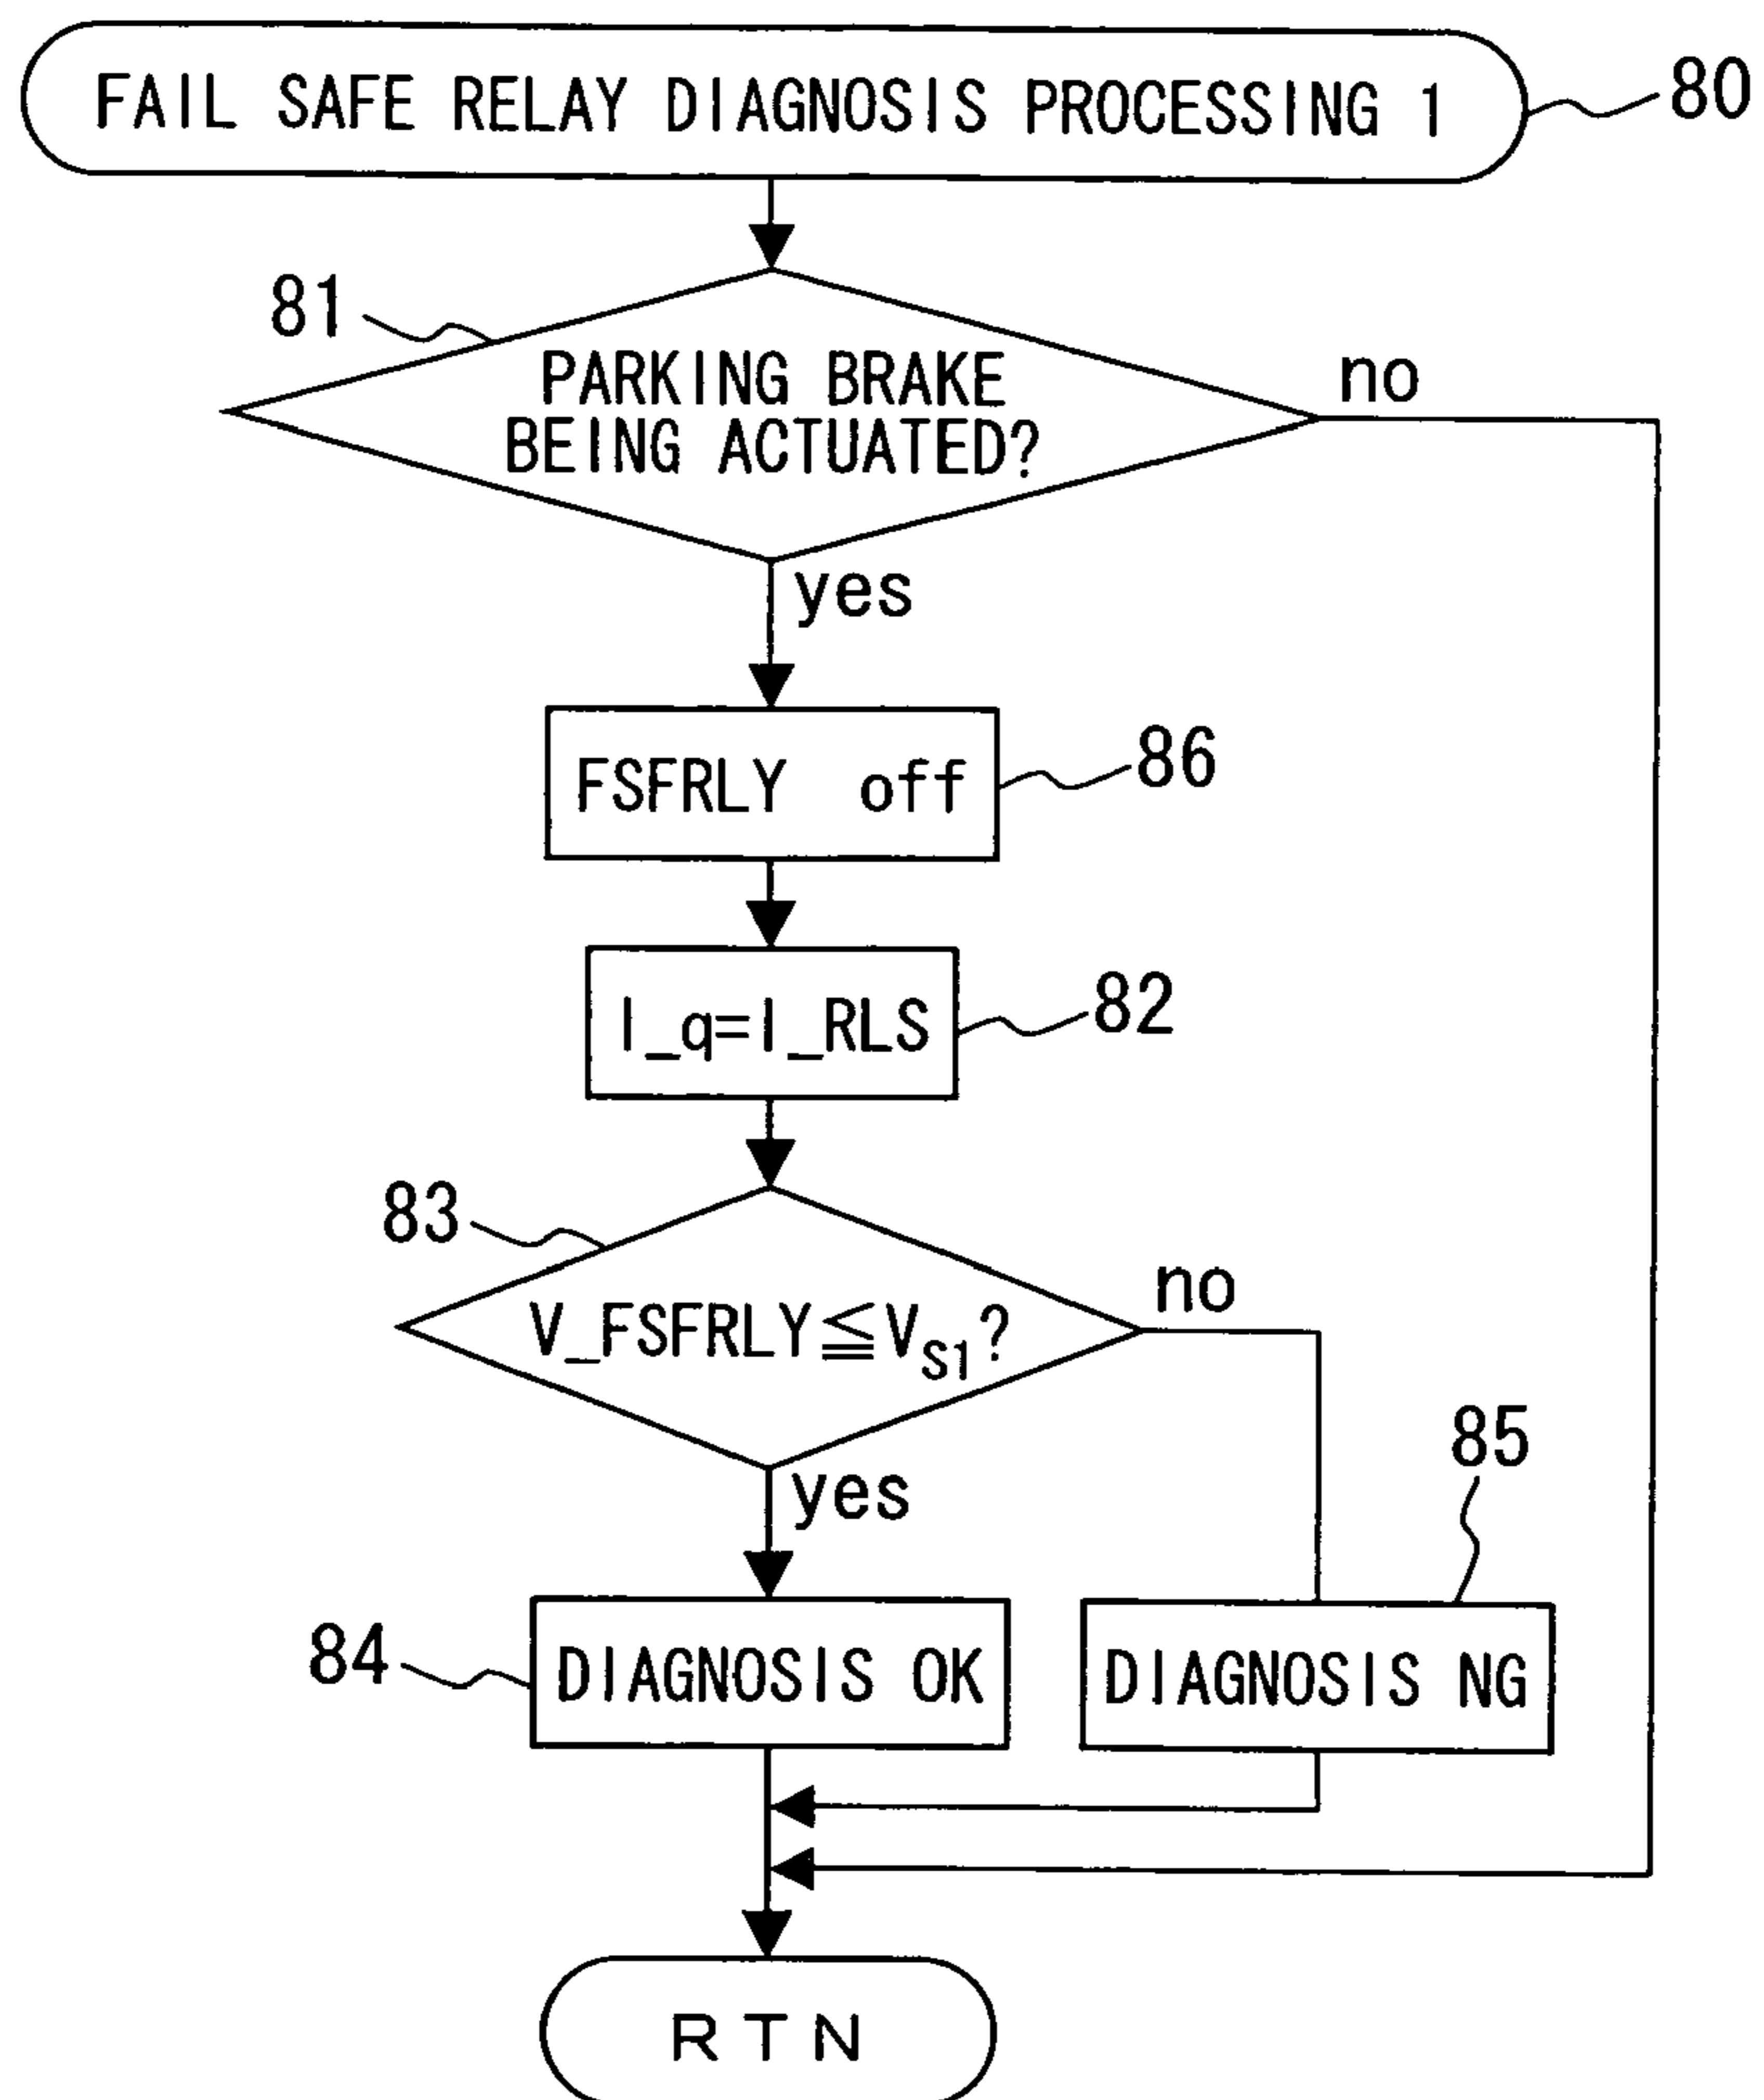 FAIL SAFE RELAY DIAGNOSIS PROCESSING 1
80
81
PARKING BRAKE
BEING ACTUATED?
no
yes
FSFRLY off
86
I_q=I_RLS
82
83
V_FSFRLY≦V_S1?
no
yes
85
84
DIAGNOSIS OK
DIAGNOSIS NG
RTN